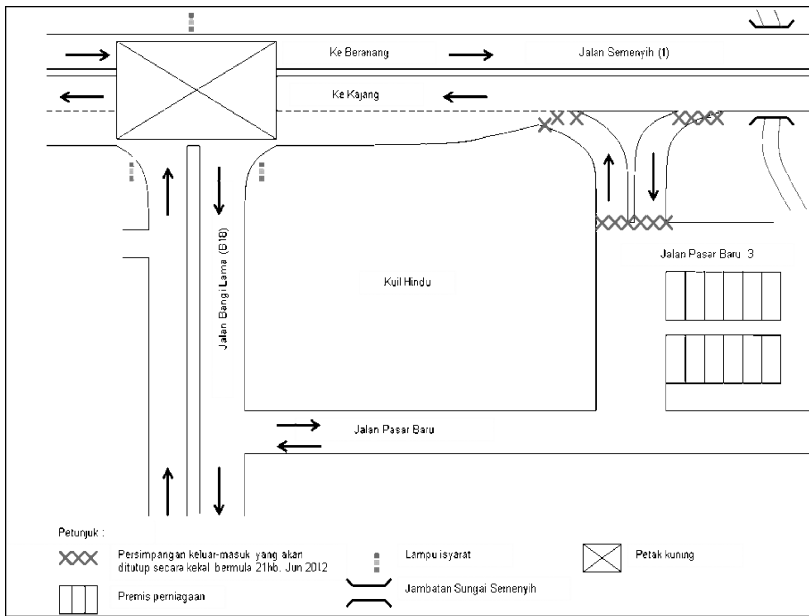 Ke Beranang
Jalan Semenyih (1)
Ke Kajang
Jalan Bangi Lama (B18)
Kuil Hindu
Jalan Pasar Baru 3
Jalan Pasar Baru
Petunjuk :
Persimpangan keluar-masuk yang akan
ditutup secara kekal bermula 21hb. Jun 2012
Premis perniagaan
Lampu isyarat
Jambatan Sungai Semenyih
Petak kuning